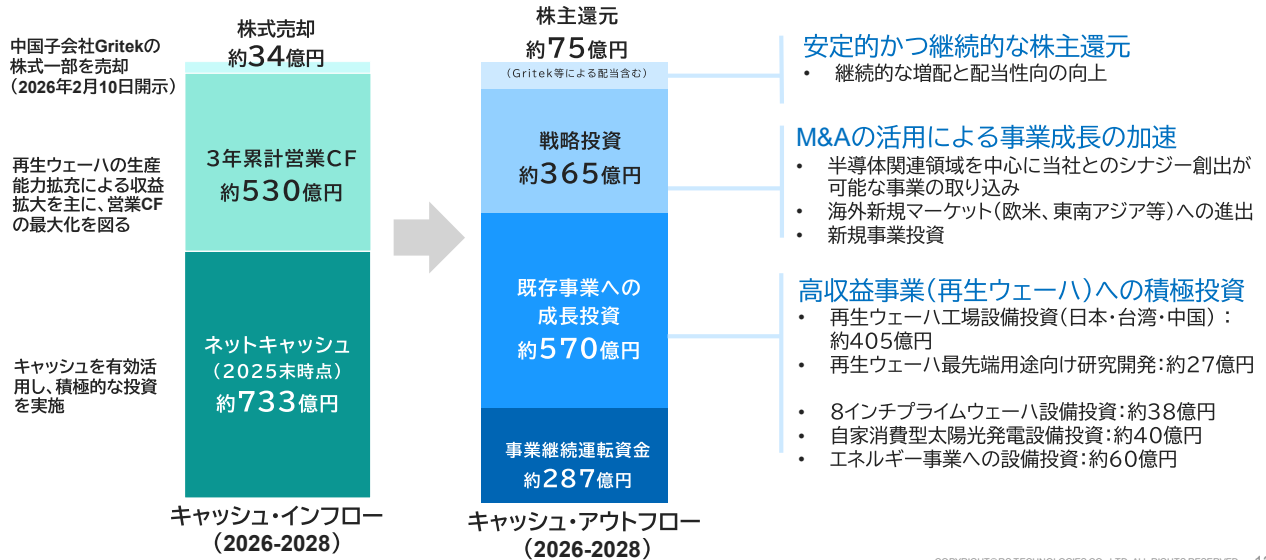 中国子会社Gritekの
株式一部を売却
（2026年2月10日開示）
再生ウェーハの生産
能力拡充による収益
拡大を主に、営業CF
の最大化を図る
キャッシュを有効活
用し、積極的な投資
を実施
株式売却
約34億円
3年累計営業CF
約530億円
ネットキャッシュ
（2025末時点）
約733億円
キャッシュ・インフロー
（2026-2028）
株主還元
約75億円
（Gritek等による配当含む）
戦略投資
約365億円
既存事業への
成長投資
約570億円
事業継続運転資金
約287億円
キャッシュ・アウトフロー
（2026-2028）
安定的かつ継続的な株主還元
• 継続的な増配と配当性向の向上
M&Aの活用による事業成長の加速
• 半導体関連領域を中心に当社とのシナジー創出が
可能な事業の取り込み
• 海外新規マーケット（欧米、東南アジア等）への進出
• 新規事業投資
高収益事業（再生ウェーハ）への積極投資
• 再生ウェーハ工場設備投資（日本・台湾・中国）：
約405億円
• 再生ウェーハ最先端用途向け研究開発：約27億円
• 8インチプライムウェーハ設備投資：約38億円
• 自家消費型太陽光発電設備投資：約40億円
• エネルギー事業への設備投資：約60億円